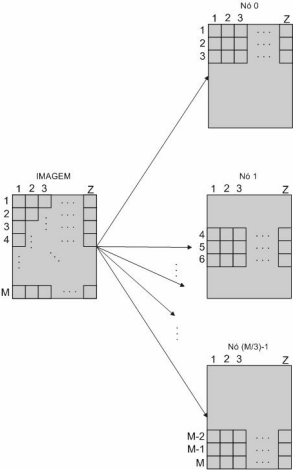 Nó 0
1 2 3 Z
1
2
3
. . .
. . .
. . .
IMAGEM
1 2 3 Z
1
2
3
4
M
. . .
. . .
. . .
Nó 1
1 2 3 Z
4
5
6
. . .
. . .
. . .
Nó (M/3)-1
1 2 3 Z
M-2
M-1
M
. . .
. . .
. . .